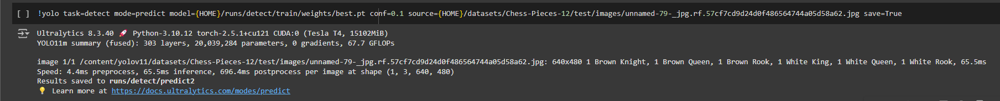 [ ] !yolo task=detect mode=predict model={HOME}/runs/detect/train/weights/best.pt conf=0.1 source={HOME}/datasets/Chess-Pieces-12/test/images/unnamed-79-_jpg.rf.57cf7cd9d24d0f486564744a05d58a62.jpg save=True
Ultralytics 8.3.40 🚀 Python-3.10.12 torch-2.5.1+cu121 CUDA:0 (Tesla T4, 15102MiB)
YOLO11m summary (fused): 303 layers, 20,039,284 parameters, 0 gradients, 67.7 GFLOPs
image 1/1 /content/yolov11/datasets/Chess-Pieces-12/test/images/unnamed-79-_jpg.rf.57cf7cd9d24d0f486564744a05d58a62.jpg: 640x480 1 Brown Knight, 1 Brown Queen, 1 Brown Rook, 1 White King, 1 White Queen, 1 White Rook, 65.5ms
Speed: 4.4ms preprocess, 65.5ms inference, 696.4ms postprocess per image at shape (1, 3, 640, 480)
Results saved to runs/detect/predict2
💡 Learn more at https://docs.ultralytics.com/modes/predict